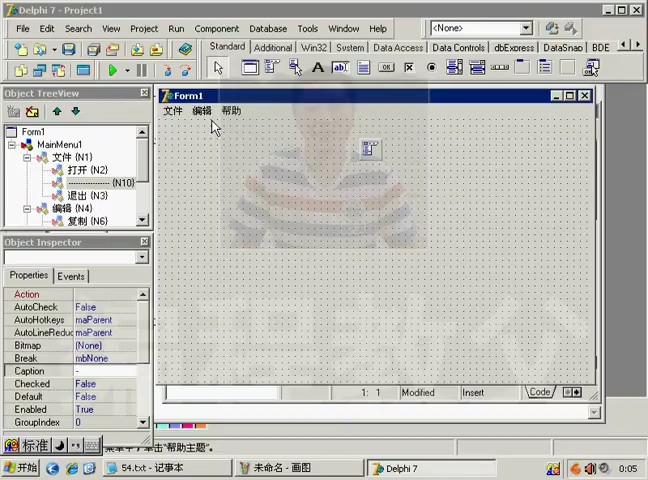 Delphi 7 - Project1
File Edit Search View Project Run Component Database Tools Window Help
<None>
Standard Additional Win32 System Data Access Data Controls dbExpress DataSnap BDE
Object TreeView
Form1
MainMenu1
文件 {N1}
打开 {N2}
--------------- {N10}
退出 {N3}
编辑 {N4}
复制 {N6}
Form1
文件 编辑 帮助
Object Inspector
Properties Events
Action
AutoCheck False
AutoHotkeys maParent
AutoLineReduc maParent
Bitmap (None)
Break mbNone
Caption -
Checked False
Default False
Enabled True
GroupIndex 0
1: 1 Modified Insert Code
标准
单击“帮助主题”。
开始 54.txt - 记事本 未命名 - 画图 Delphi 7 0:05